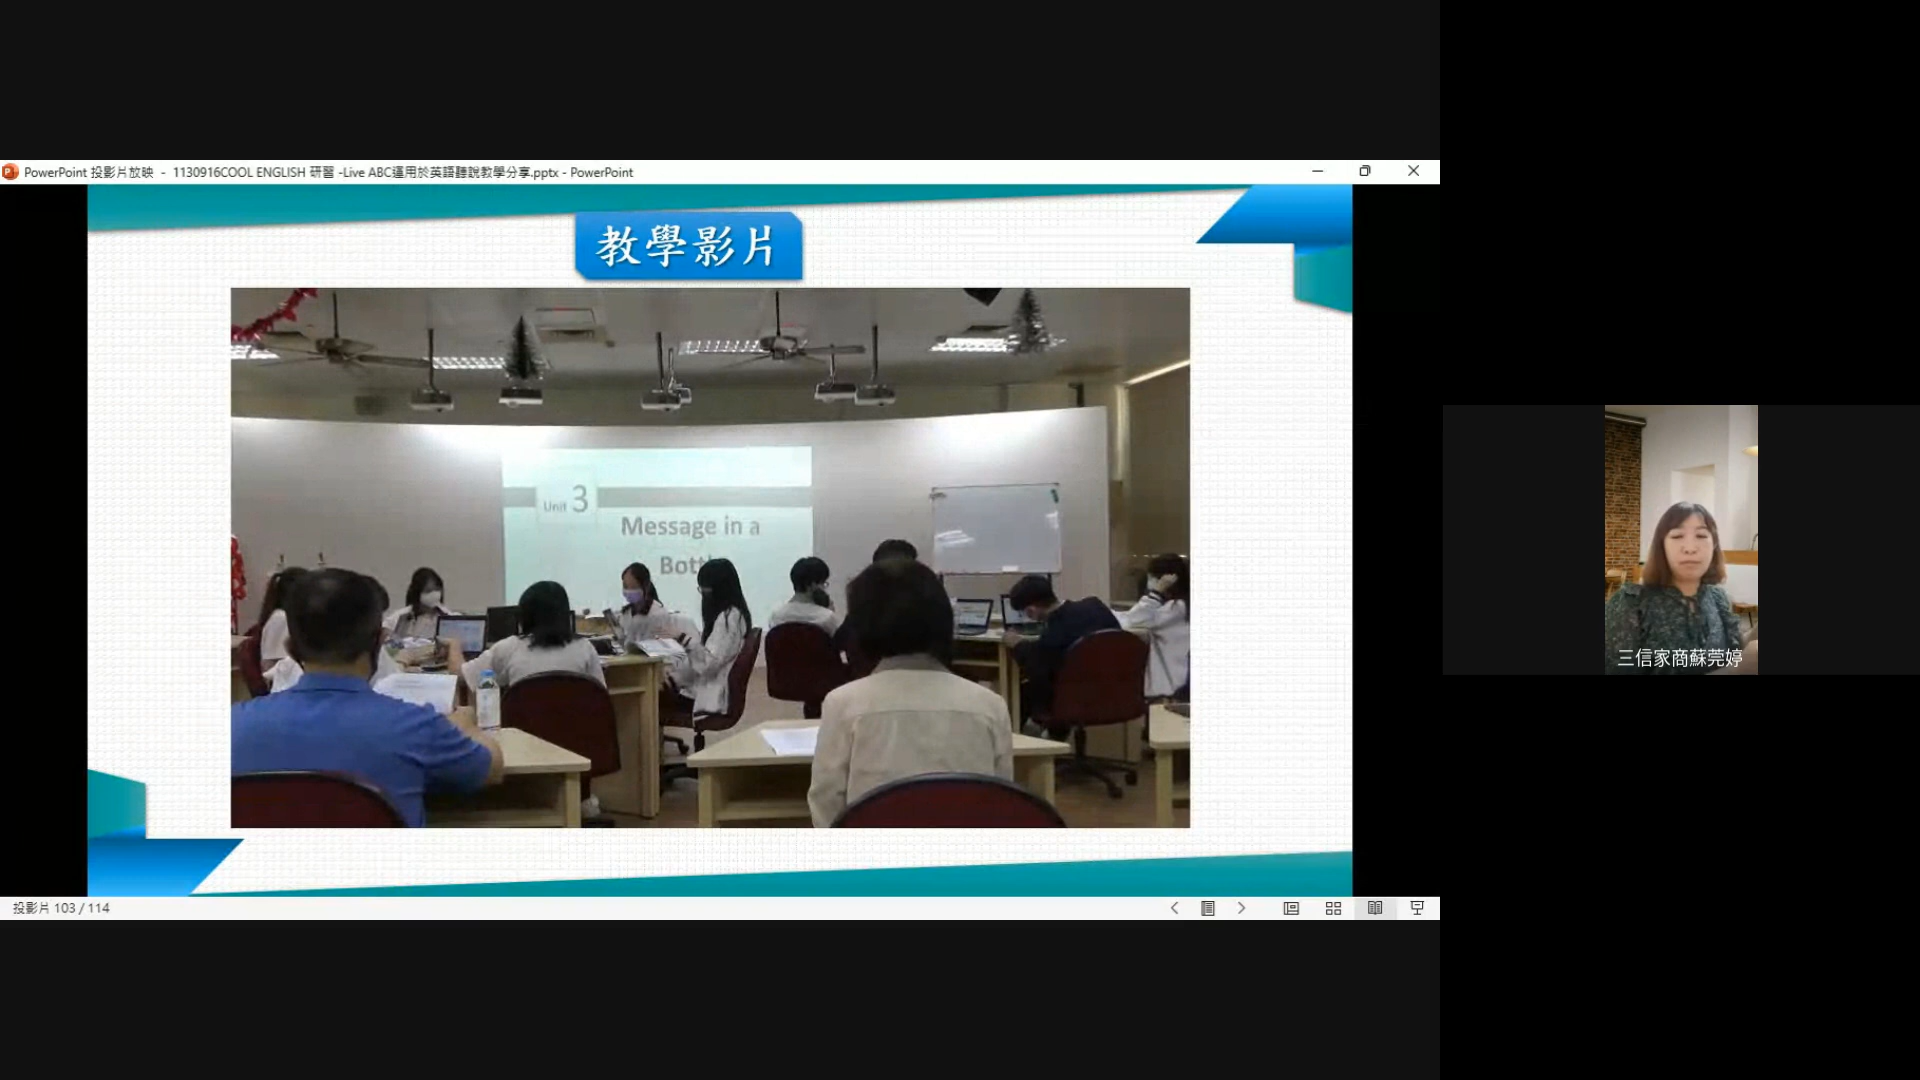 PowerPoint 投影片放映 - 1130916COOL ENGLISH 研習 -Live ABC運用於英語聽說教學分享.pptx - PowerPoint
教學影片
Unit 3
Message in a
三信家商蘇莞婷
投影片 103 / 114